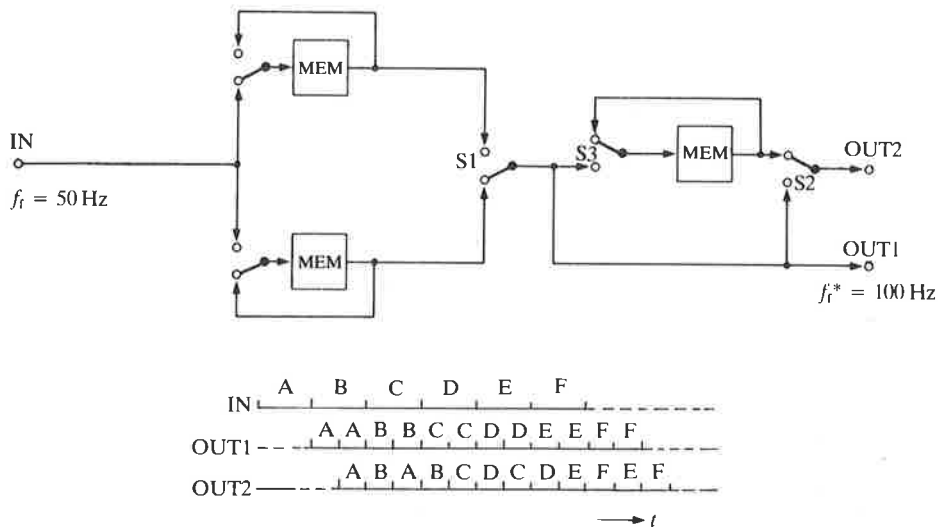 MEM
IN
S1
S3
MEM
OUT2
S2
f_f = 50 Hz
MEM
OUT1
f_f* = 100 Hz
A B C D E F
IN
A A B B C C D D E E F F
OUT1
A B A B C D C D E F E F
OUT2
t